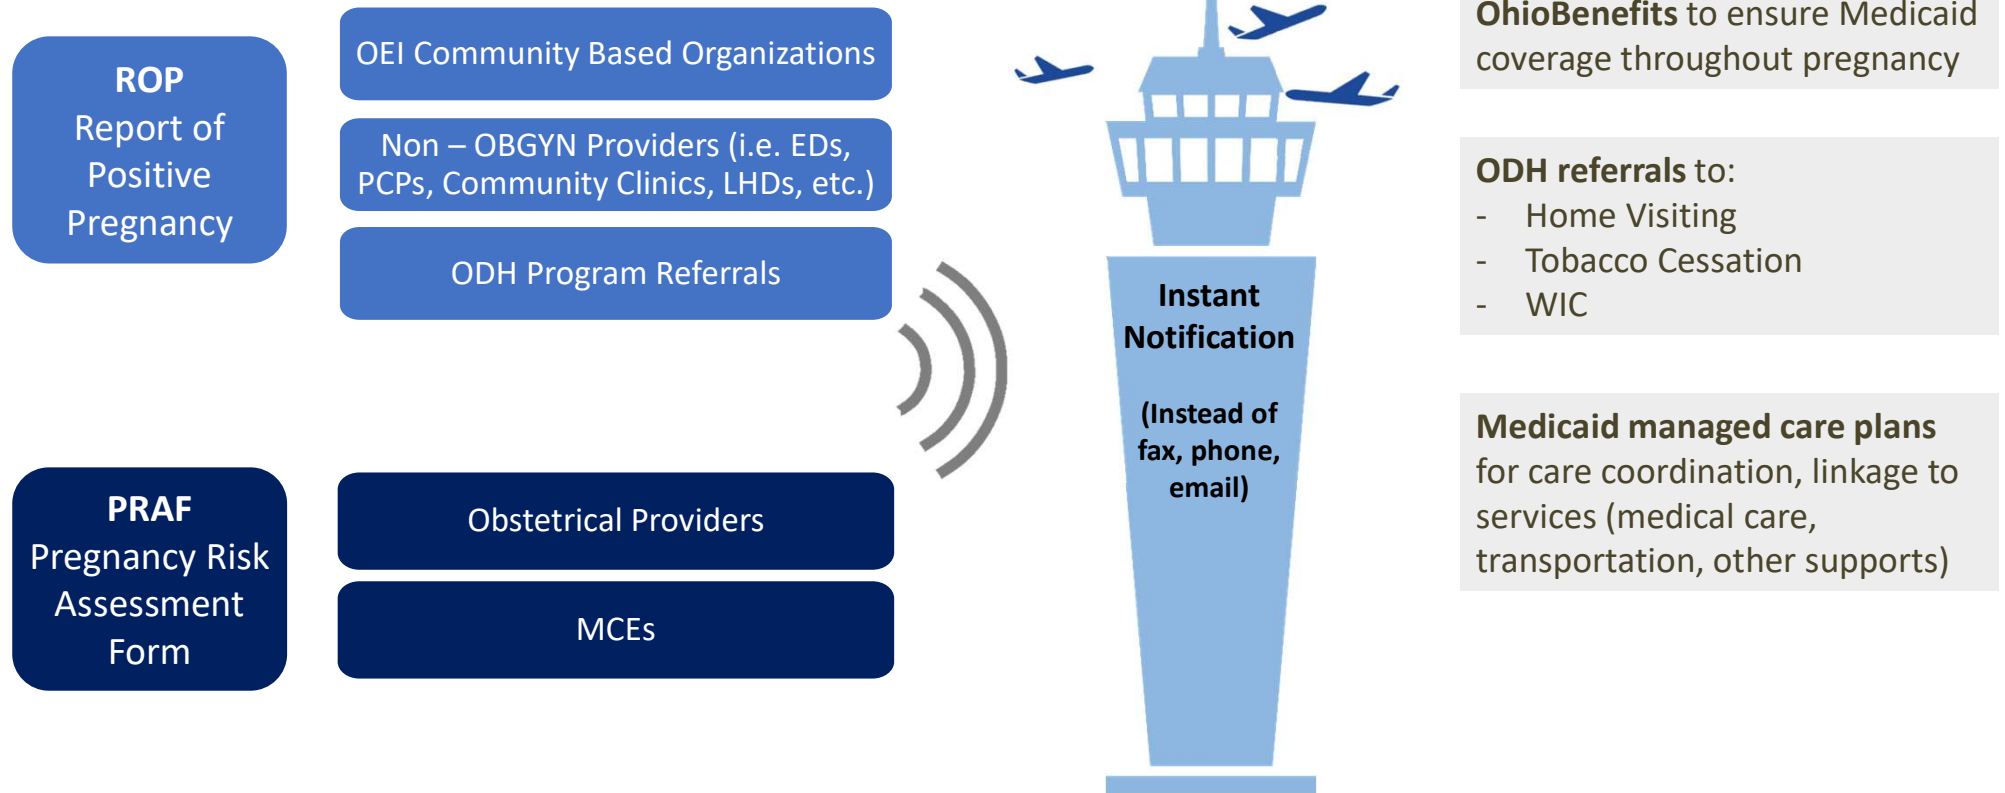 ROP
Report of
Positive
Pregnancy
OEI Community Based Organizations
Non – OBGYN Providers (i.e. EDs,
PCPs, Community Clinics, LHDs, etc.)
ODH Program Referrals
PRAF
Pregnancy Risk
Assessment
Form
Obstetrical Providers
MCEs
Instant
Notification
(Instead of
fax, phone,
email)
OhioBenefits to ensure Medicaid
coverage throughout pregnancy
ODH referrals to:
- Home Visiting
- Tobacco Cessation
- WIC
Medicaid managed care plans
for care coordination, linkage to
services (medical care,
transportation, other supports)